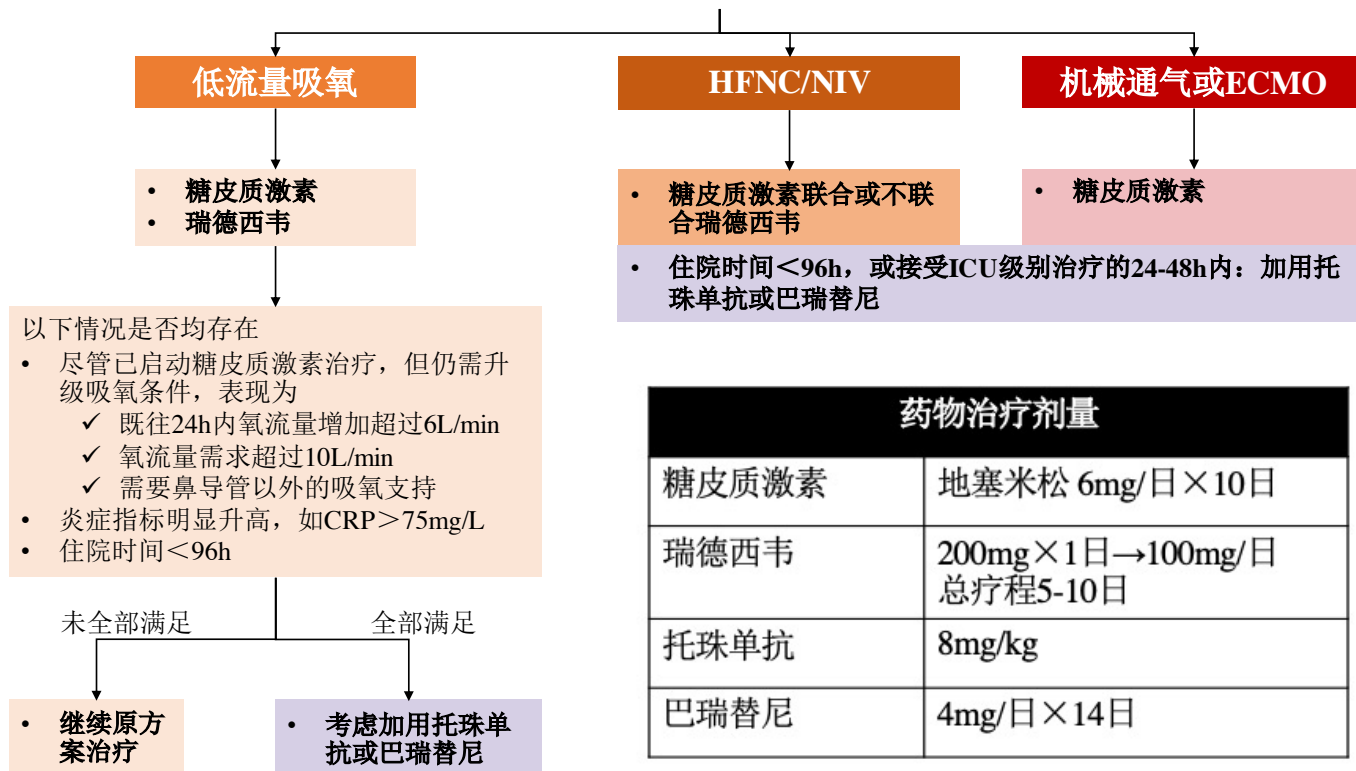 低流量吸氧
HFNC/NIV
机械通气或ECMO
• 糖皮质激素
• 瑞德西韦
• 糖皮质激素联合或不联
合瑞德西韦
• 糖皮质激素
• 住院时间＜96h，或接受ICU级别治疗的24-48h内：加用托
珠单抗或巴瑞替尼
以下情况是否均存在
• 尽管已启动糖皮质激素治疗，但仍需升
级吸氧条件，表现为
✓ 既往24h内氧流量增加超过6L/min
✓ 氧流量需求超过10L/min
✓ 需要鼻导管以外的吸氧支持
• 炎症指标明显升高，如CRP＞75mg/L
• 住院时间＜96h
未全部满足
全部满足
• 继续原方
案治疗
• 考虑加用托珠单
抗或巴瑞替尼
药物治疗剂量
糖皮质激素
地塞米松 6mg/日×10日
瑞德西韦
200mg×1日→100mg/日
总疗程5-10日
托珠单抗
8mg/kg
巴瑞替尼
4mg/日×14日